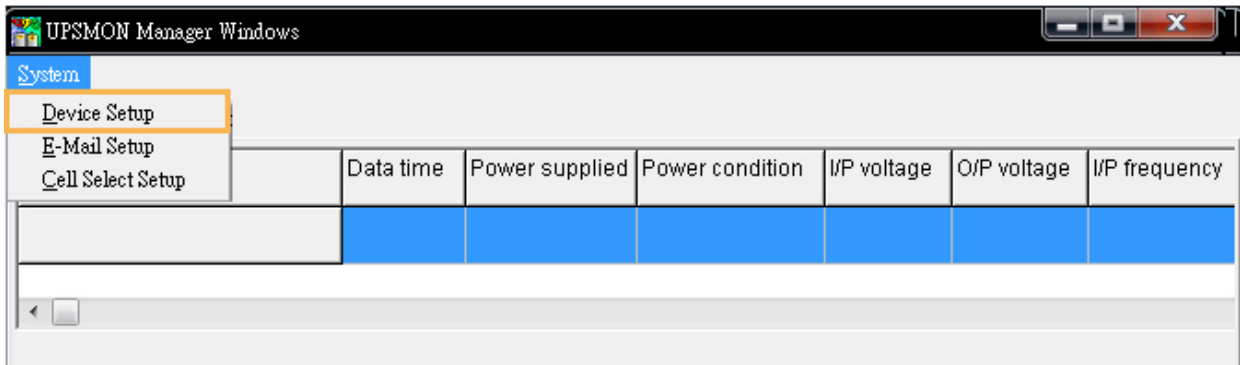 UPSMON Manager Windows
System
Device Setup
E-Mail Setup
Cell Select Setup
Data time Power supplied Power condition I/P voltage O/P voltage I/P frequency